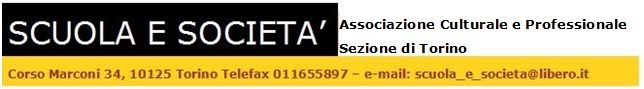 SCUOLA E SOCIETA’
Associazione Culturale e Professionale
Sezione di Torino
Corso Marconi 34, 10125 Torino Telefax 011655897 – e-mail: scuola_e_societa@libero.it